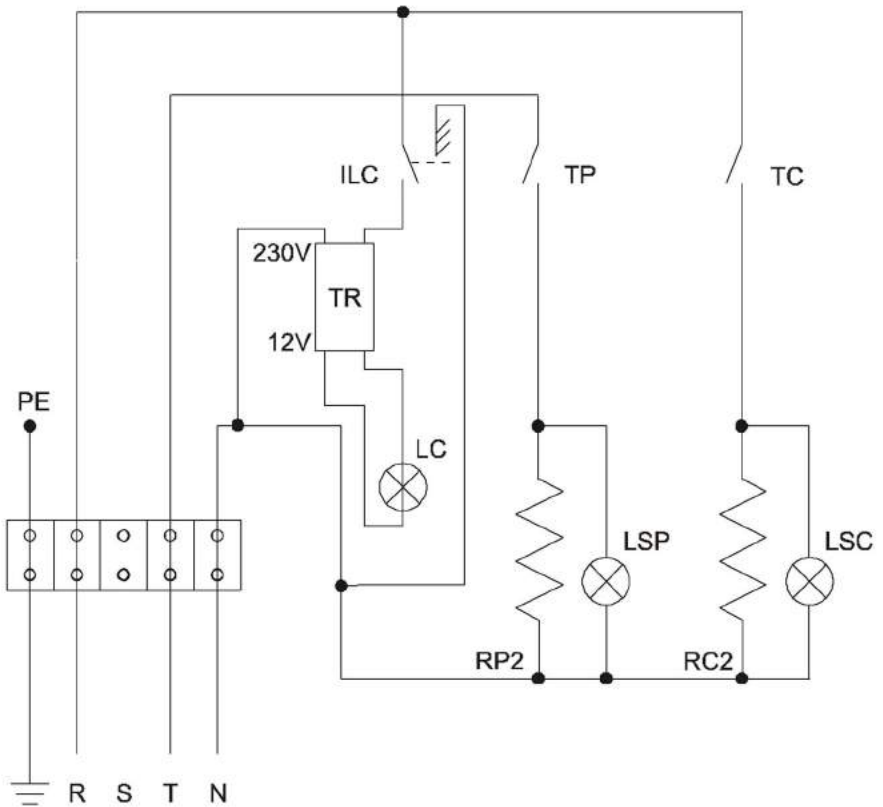 ILC
TP
TC
230V
TR
12V
PE
LC
LSP
LSC
RP2
RC2
R S T N